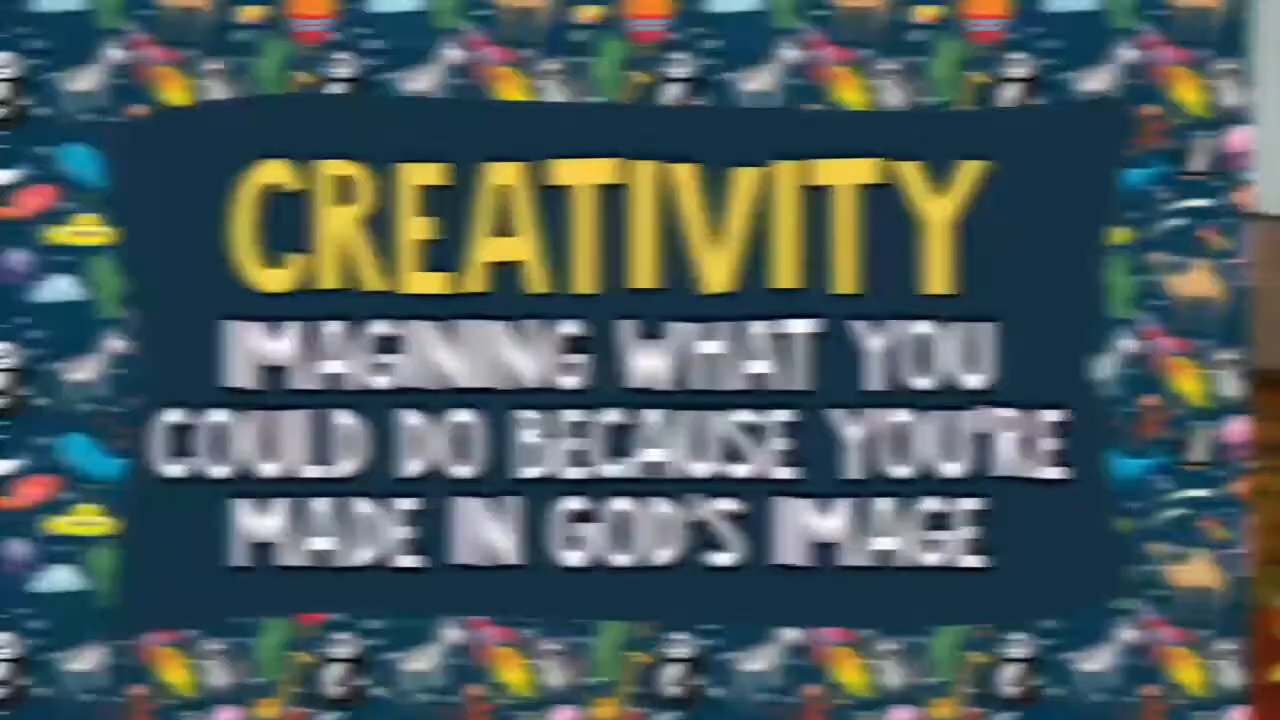 CREATIVITY
IMAGINING WHAT YOU
COULD DO BECAUSE YOU'RE
MADE IN GOD'S IMAGE